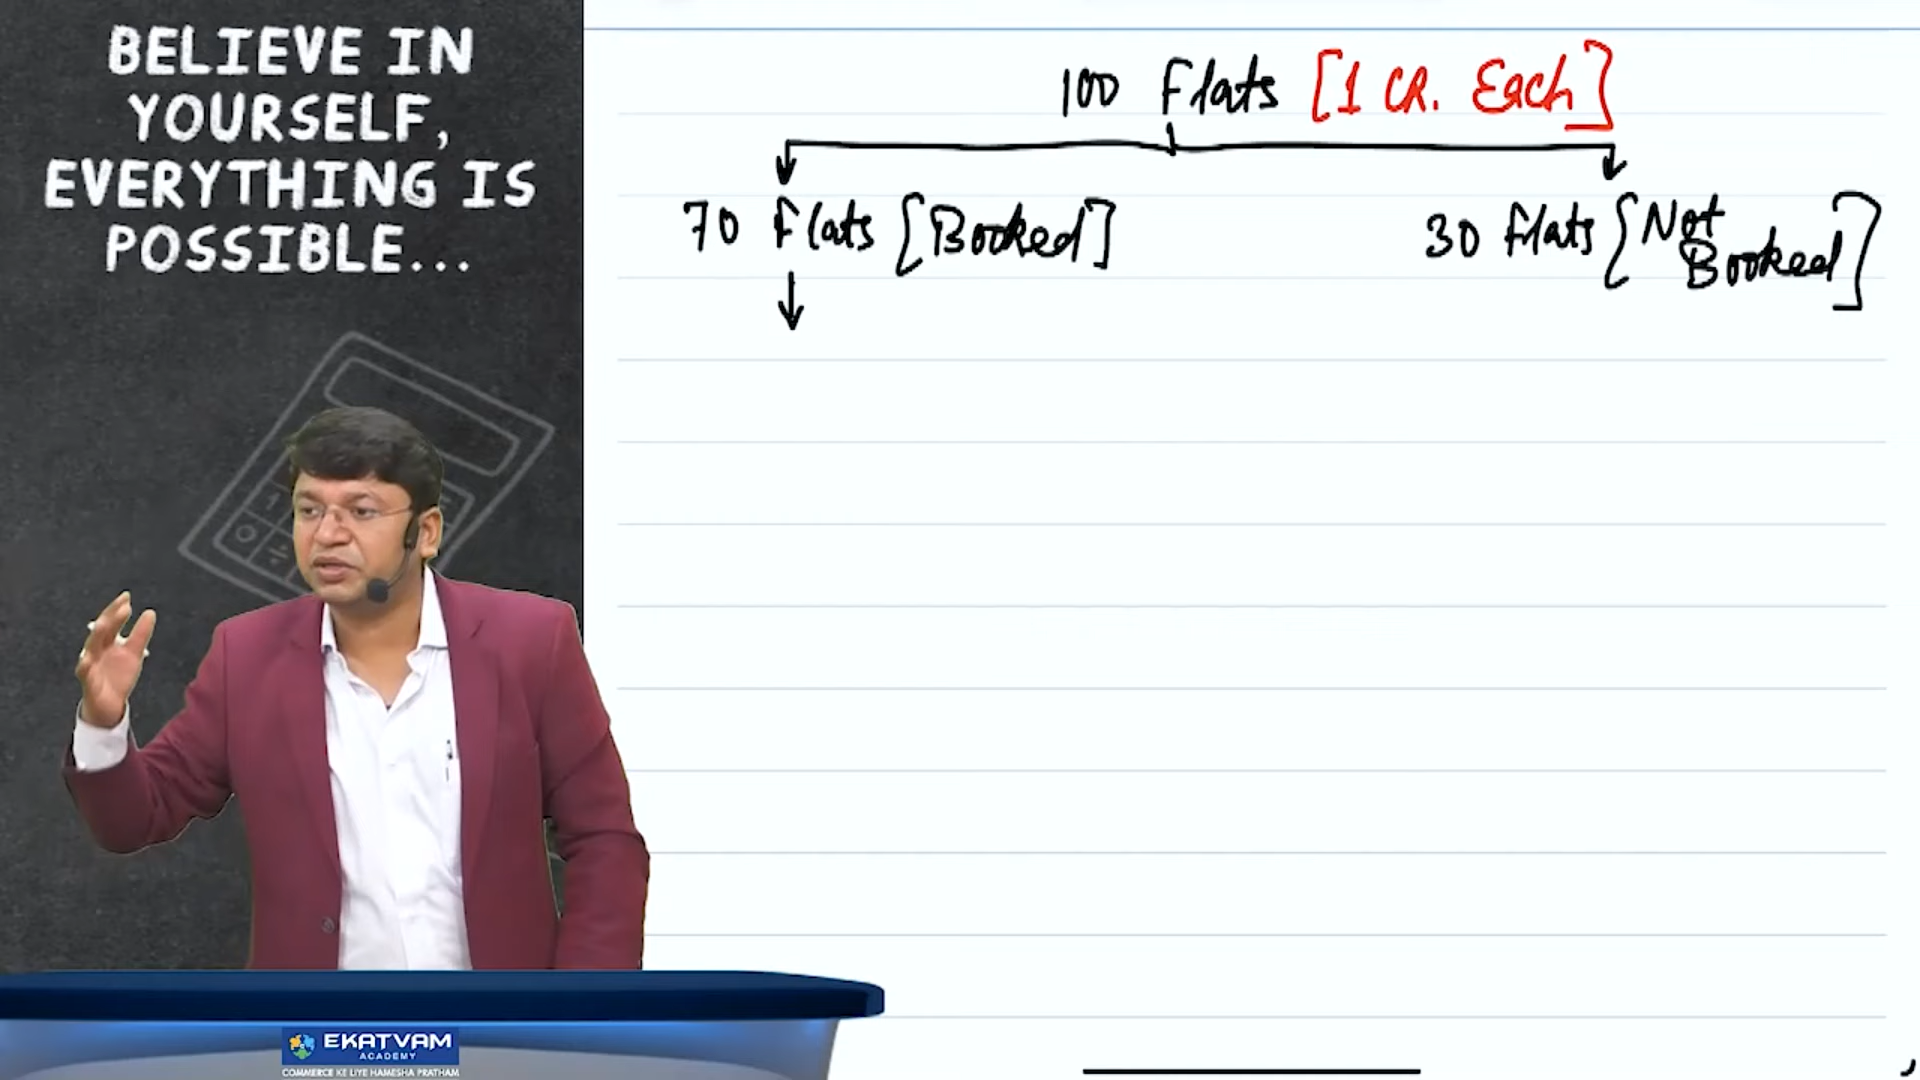 BELIEVE IN
YOURSELF,
EVERYTHING IS
POSSIBLE...
100 Flats [1 CR. Each]
70 Flats [Booked]
30 Flats [Not
Booked]
EKATVAM
ACADEMY
COMMERCE KE LIYE HAMESHA PRATHAM